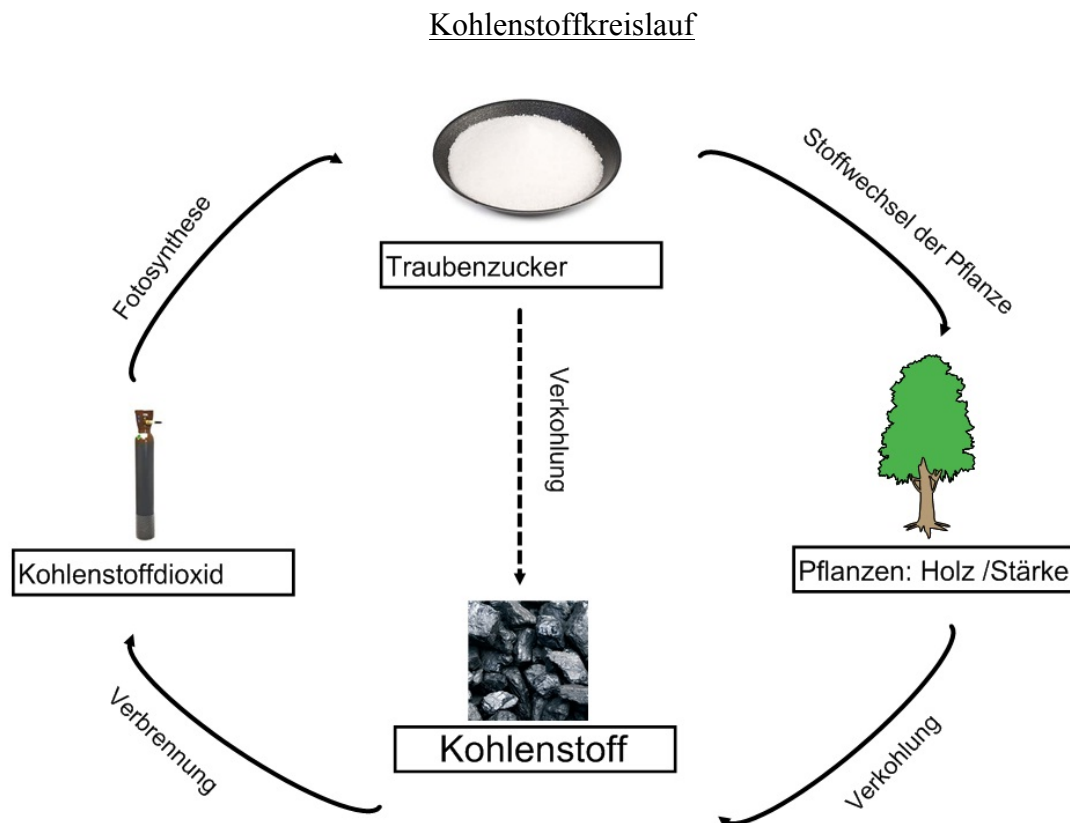 Kohlenstoffkreislauf
Traubenzucker
Stoffwechsel der Pflanze
Fotosynthese
Verkohlung
Kohlenstoffdioxid
Pflanzen: Holz /Stärke
Kohlenstoff
Verbrennung
Verkohlung